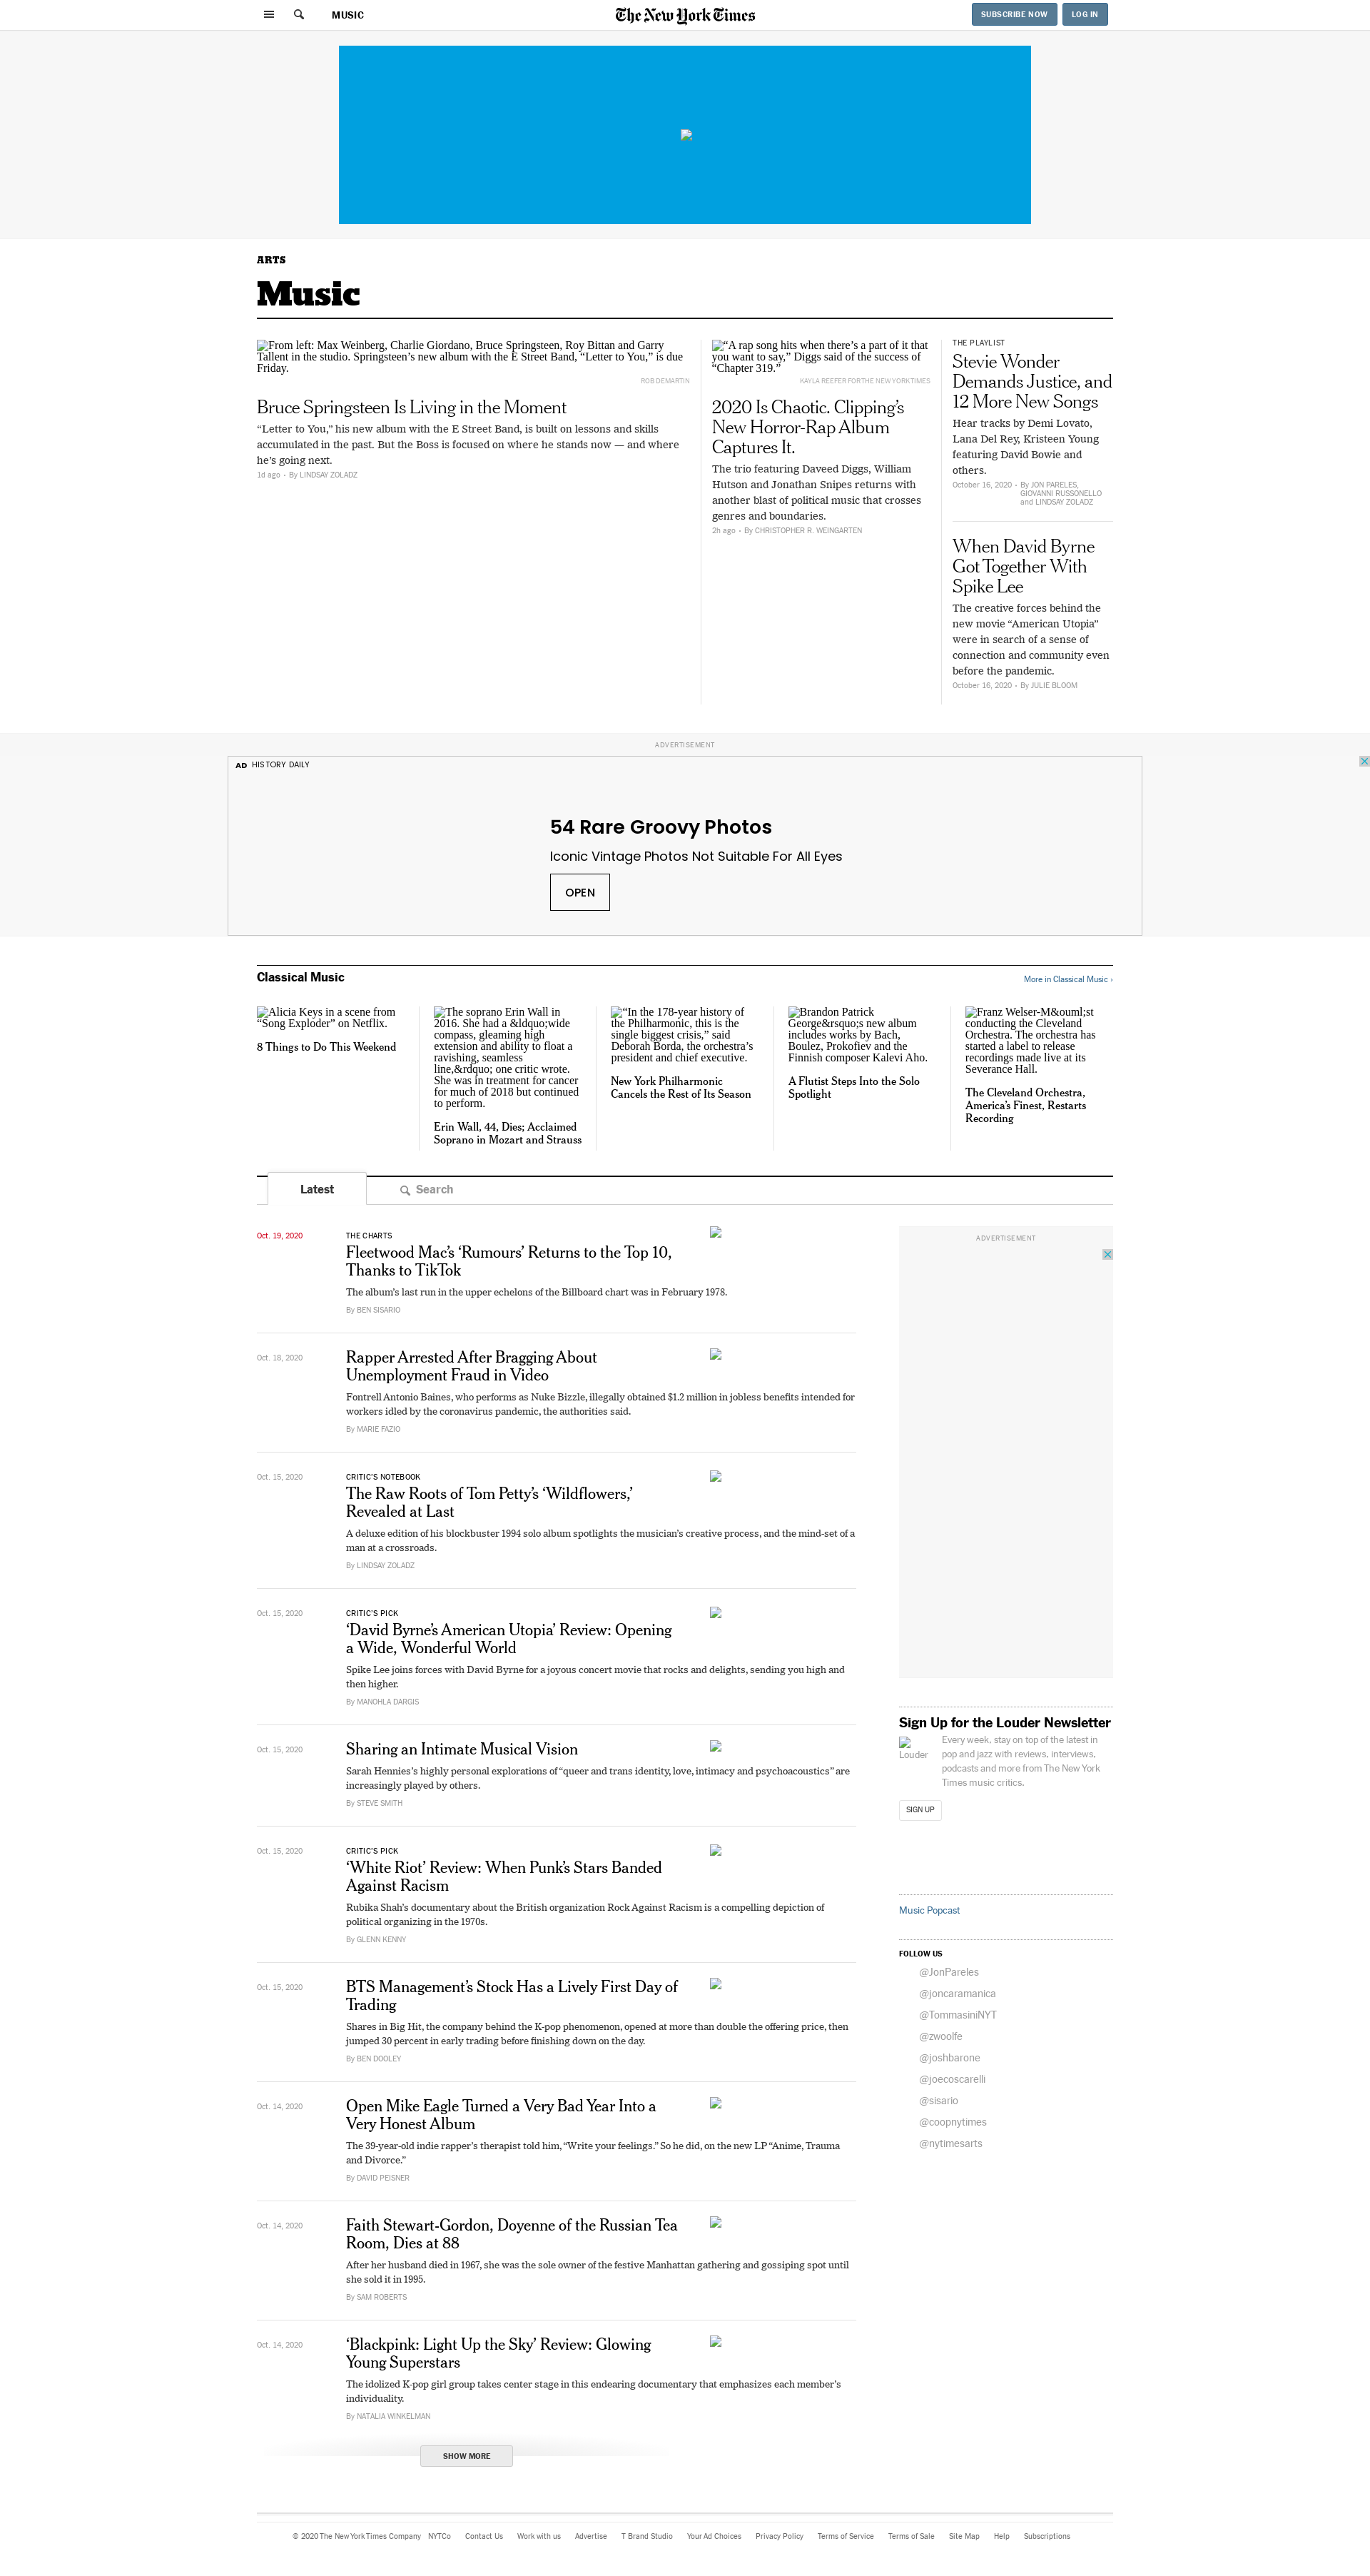 MUSIC
The New York Times
SUBSCRIBE NOW
LOG IN
ARTS
Music
From left: Max Weinberg, Charlie Giordano, Bruce Springsteen, Roy Bittan and Garry
Tallent in the studio. Springsteen's new album with the E Street Band, “Letter to You,” is due
Friday.
ROB DEMARTIN
Bruce Springsteen Is Living in the Moment
“Letter to You,” his new album with the E Street Band, is built on lessons and skills
accumulated in the past. But the Boss is focused on where he stands now — and where
he's going next.
1d ago • By LINDSAY ZOLADZ
“A rap song hits when there's a part of it that
you want to say,” Diggs said of the success of
“Chapter 319.”
KAYLA REEFER FOR THE NEW YORK TIMES
2020 Is Chaotic. Clipping's
New Horror-Rap Album
Captures It.
The trio featuring Daveed Diggs, William
Hutson and Jonathan Snipes returns with
another blast of political music that crosses
genres and boundaries.
2h ago • By CHRISTOPHER R. WEINGARTEN
THE PLAYLIST
Stevie Wonder
Demands Justice, and
12 More New Songs
Hear tracks by Demi Lovato,
Lana Del Rey, Kristeen Young
featuring David Bowie and
others.
October 16, 2020 • By JON PARELES,
GIOVANNI RUSSONELLO
and LINDSAY ZOLADZ
When David Byrne
Got Together With
Spike Lee
The creative forces behind the
new movie “American Utopia”
were in search of a sense of
connection and community even
before the pandemic.
October 16, 2020 • By JULIE BLOOM
ADVERTISEMENT
AD HISTORY DAILY
54 Rare Groovy Photos
Iconic Vintage Photos Not Suitable For All Eyes
OPEN
Classical Music
More in Classical Music ›
Alicia Keys in a scene from
“Song Exploder” on Netflix.
8 Things to Do This Weekend
The soprano Erin Wall in
2016. She had a &ldquo;wide
compass, gleaming high
extension and ability to float a
ravishing, seamless
line,&rdquo; one critic wrote.
She was in treatment for cancer
for much of 2018 but continued
to perform.
Erin Wall, 44, Dies; Acclaimed
Soprano in Mozart and Strauss
“In the 178-year history of
the Philharmonic, this is the
single biggest crisis,” said
Deborah Borda, the orchestra's
president and chief executive.
New York Philharmonic
Cancels the Rest of Its Season
Brandon Patrick
George&rsquo;s new album
includes works by Bach,
Boulez, Prokofiev and the
Finnish composer Kalevi Aho.
A Flutist Steps Into the Solo
Spotlight
Franz Welser-M&ouml;st
conducting the Cleveland
Orchestra. The orchestra has
started a label to release
recordings made live at its
Severance Hall.
The Cleveland Orchestra,
America's Finest, Restarts
Recording
Latest
Search
Oct. 19, 2020
THE CHARTS
Fleetwood Mac's ‘Rumours’ Returns to the Top 10,
Thanks to TikTok
The album's last run in the upper echelons of the Billboard chart was in February 1978.
By BEN SISARIO
Oct. 18, 2020
Rapper Arrested After Bragging About
Unemployment Fraud in Video
Fontrell Antonio Baines, who performs as Nuke Bizzle, illegally obtained $1.2 million in jobless benefits intended for
workers idled by the coronavirus pandemic, the authorities said.
By MARIE FAZIO
Oct. 15, 2020
CRITIC'S NOTEBOOK
The Raw Roots of Tom Petty's ‘Wildflowers,’
Revealed at Last
A deluxe edition of his blockbuster 1994 solo album spotlights the musician's creative process, and the mind-set of a
man at a crossroads.
By LINDSAY ZOLADZ
Oct. 15, 2020
CRITIC'S PICK
‘David Byrne's American Utopia’ Review: Opening
a Wide, Wonderful World
Spike Lee joins forces with David Byrne for a joyous concert movie that rocks and delights, sending you high and
then higher.
By MANOHLA DARGIS
Oct. 15, 2020
Sharing an Intimate Musical Vision
Sarah Hennies's highly personal explorations of “queer and trans identity, love, intimacy and psychoacoustics” are
increasingly played by others.
By STEVE SMITH
Oct. 15, 2020
CRITIC'S PICK
‘White Riot’ Review: When Punk's Stars Banded
Against Racism
Rubika Shah's documentary about the British organization Rock Against Racism is a compelling depiction of
political organizing in the 1970s.
By GLENN KENNY
Oct. 15, 2020
BTS Management's Stock Has a Lively First Day of
Trading
Shares in Big Hit, the company behind the K-pop phenomenon, opened at more than double the offering price, then
jumped 30 percent in early trading before finishing down on the day.
By BEN DOOLEY
Oct. 14, 2020
Open Mike Eagle Turned a Very Bad Year Into a
Very Honest Album
The 39-year-old indie rapper's therapist told him, “Write your feelings.” So he did, on the new LP “Anime, Trauma
and Divorce.”
By DAVID PEISNER
Oct. 14, 2020
Faith Stewart-Gordon, Doyenne of the Russian Tea
Room, Dies at 88
After her husband died in 1967, she was the sole owner of the festive Manhattan gathering and gossiping spot until
she sold it in 1995.
By SAM ROBERTS
Oct. 14, 2020
‘Blackpink: Light Up the Sky’ Review: Glowing
Young Superstars
The idolized K-pop girl group takes center stage in this endearing documentary that emphasizes each member's
individuality.
By NATALIA WINKELMAN
SHOW MORE
ADVERTISEMENT
Sign Up for the Louder Newsletter
Louder
Every week, stay on top of the latest in
pop and jazz with reviews, interviews,
podcasts and more from The New York
Times music critics.
SIGN UP
Music Popcast
FOLLOW US
@JonPareles
@joncaramanica
@TommasiniNYT
@zwoolfe
@joshbarone
@joecoscarelli
@sisario
@coopnytimes
@nytimesarts
© 2020 The New York Times Company NYTCo Contact Us Work with us Advertise T Brand Studio Your Ad Choices Privacy Policy Terms of Service Terms of Sale Site Map Help Subscriptions